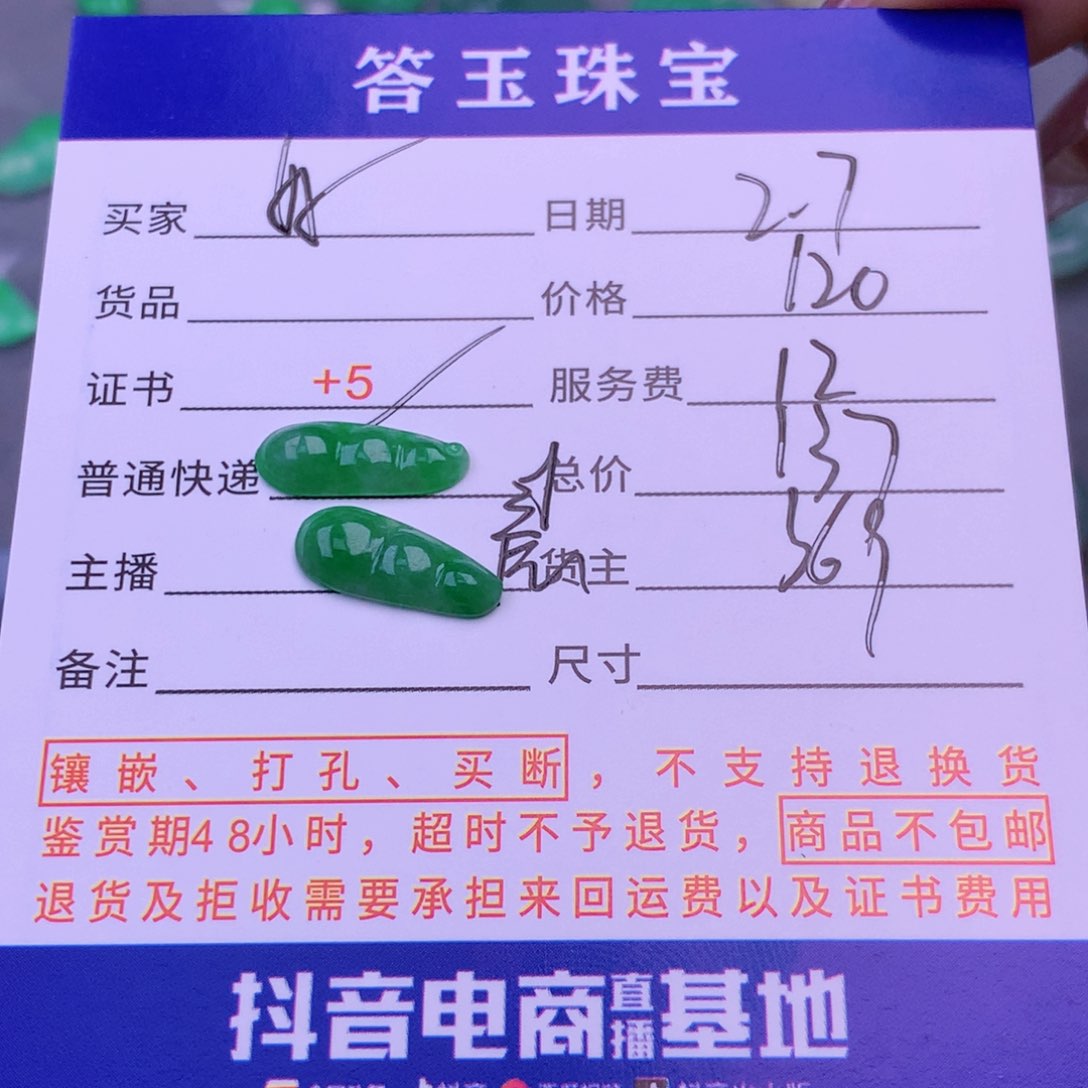 答玉珠宝
买家 日期 2.7
货品 价格 120
证书 +5 服务费 12
普通快递 总价 137
主播 货主 569
备注 尺寸
镶嵌、打孔、买断，不支持退换货
鉴赏期48小时，超时不予退货，商品不包邮
退货及拒收需要承担来回运费以及证书费用
抖音电商直播基地